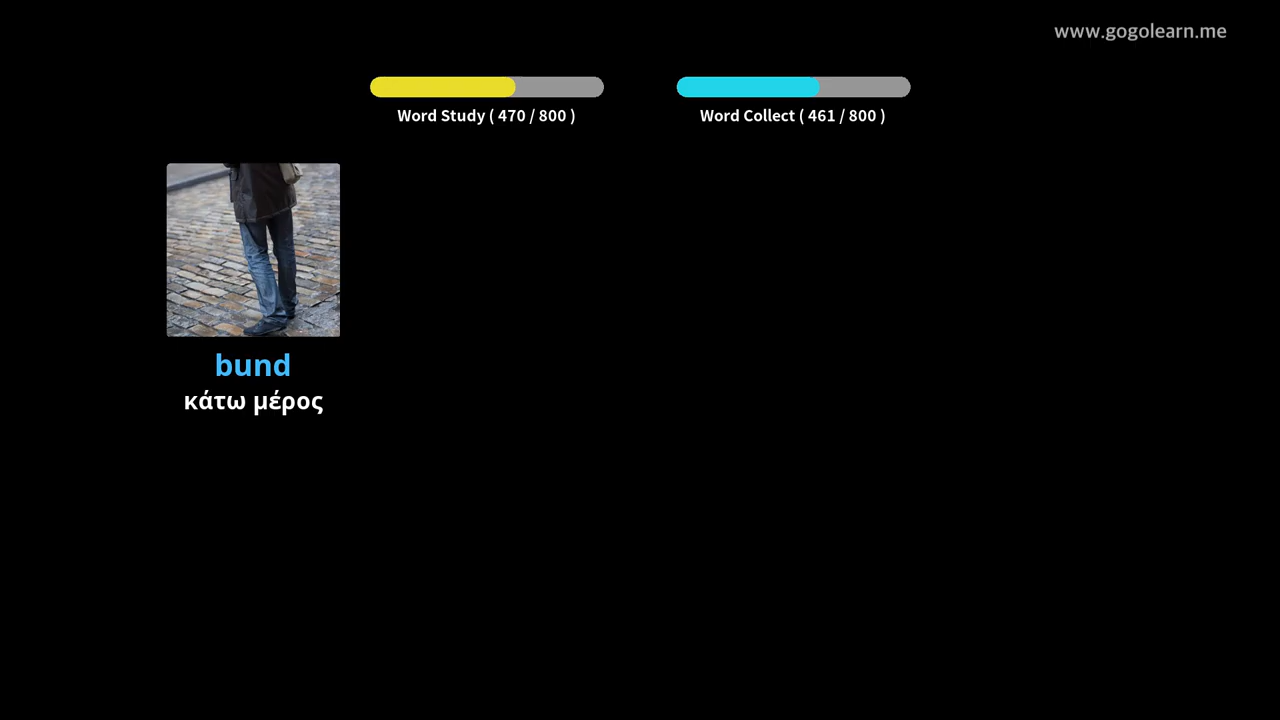 www.gogolearn.me
Word Study ( 470 / 800 )
Word Collect ( 461 / 800 )
bund
κάτω μέρος